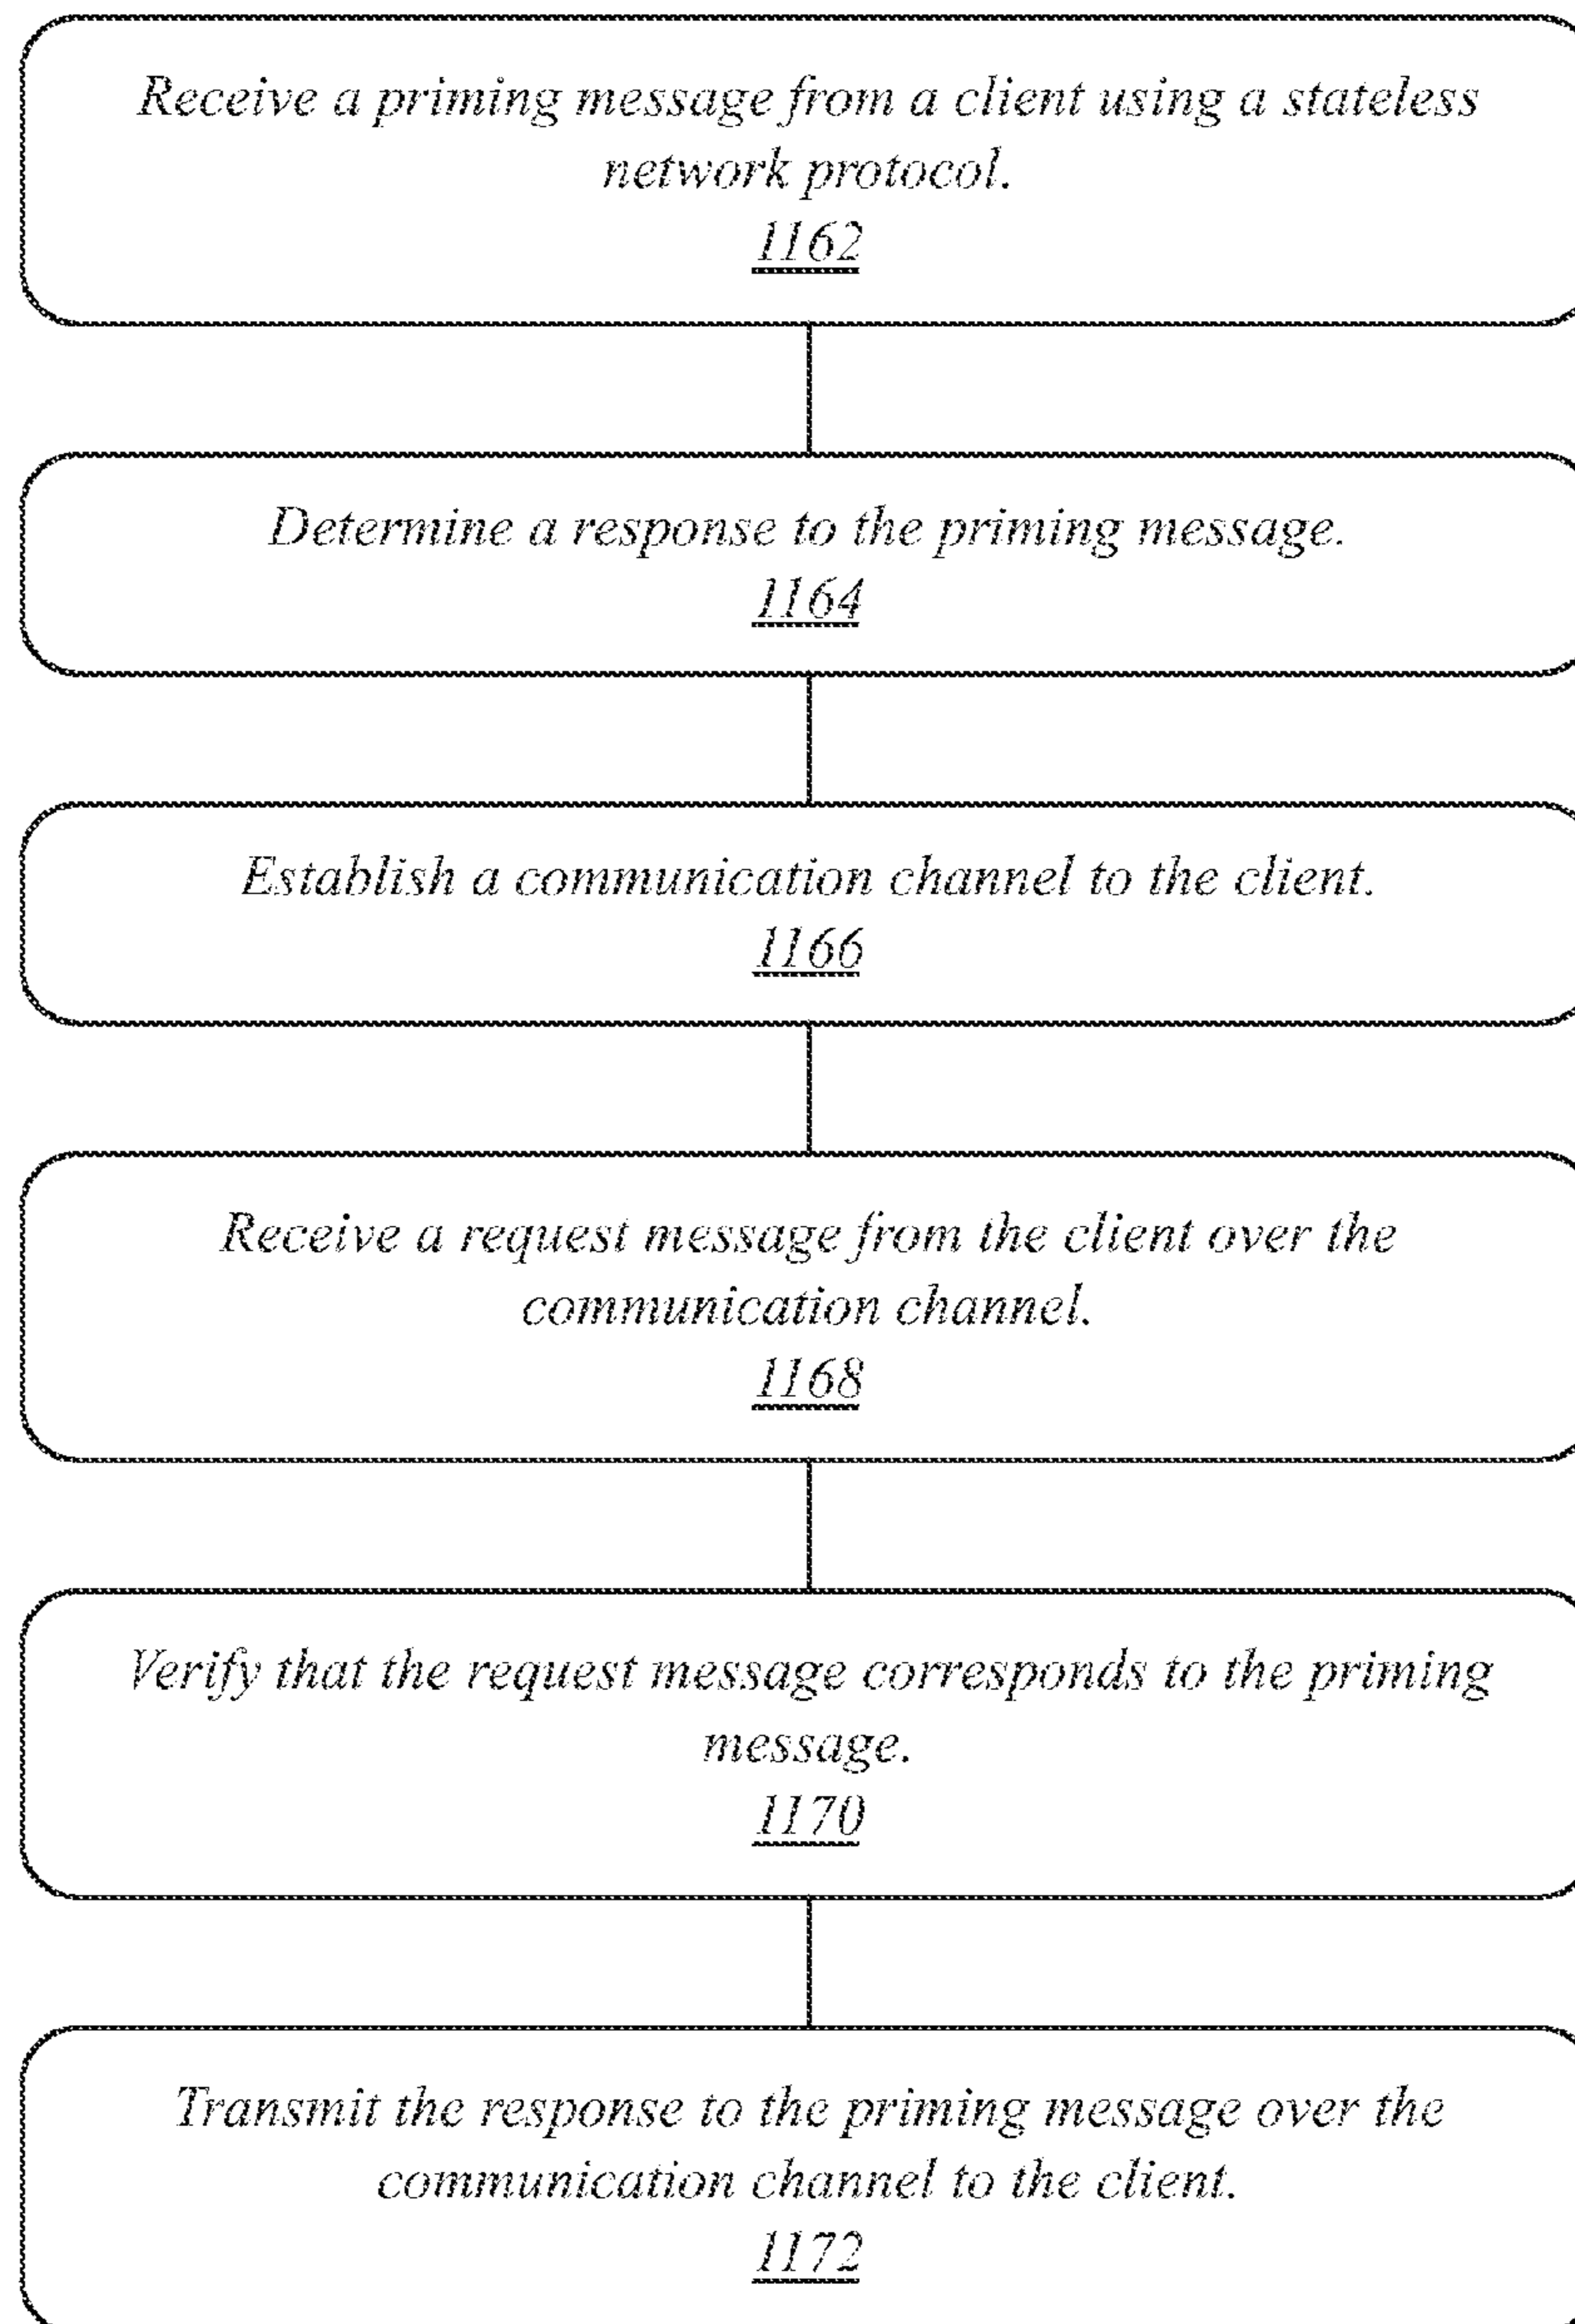 Receive a priming message from a client using a stateless
network protocol.
1162
Determine a response to the priming message.
1164
Establish a communication channel to the client.
1166
Receive a request message from the client over the
communication channel.
1168
Verify that the request message corresponds to the priming
message.
1170
Transmit the response to the priming message over the
communication channel to the client.
1172